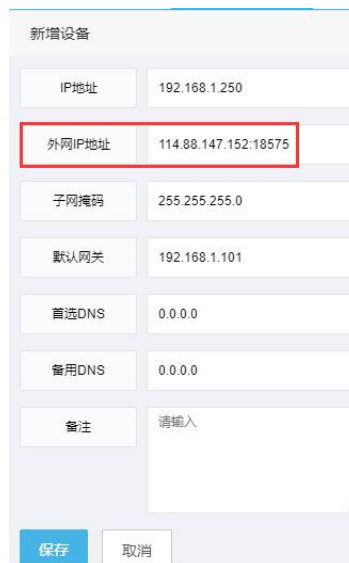 新增设备
IP地址 192.168.1.250
外网IP地址 114.88.147.152:18575
子网掩码 255.255.255.0
默认网关 192.168.1.101
首选DNS 0.0.0.0
备用DNS 0.0.0.0
备注 请输入
保存 取消